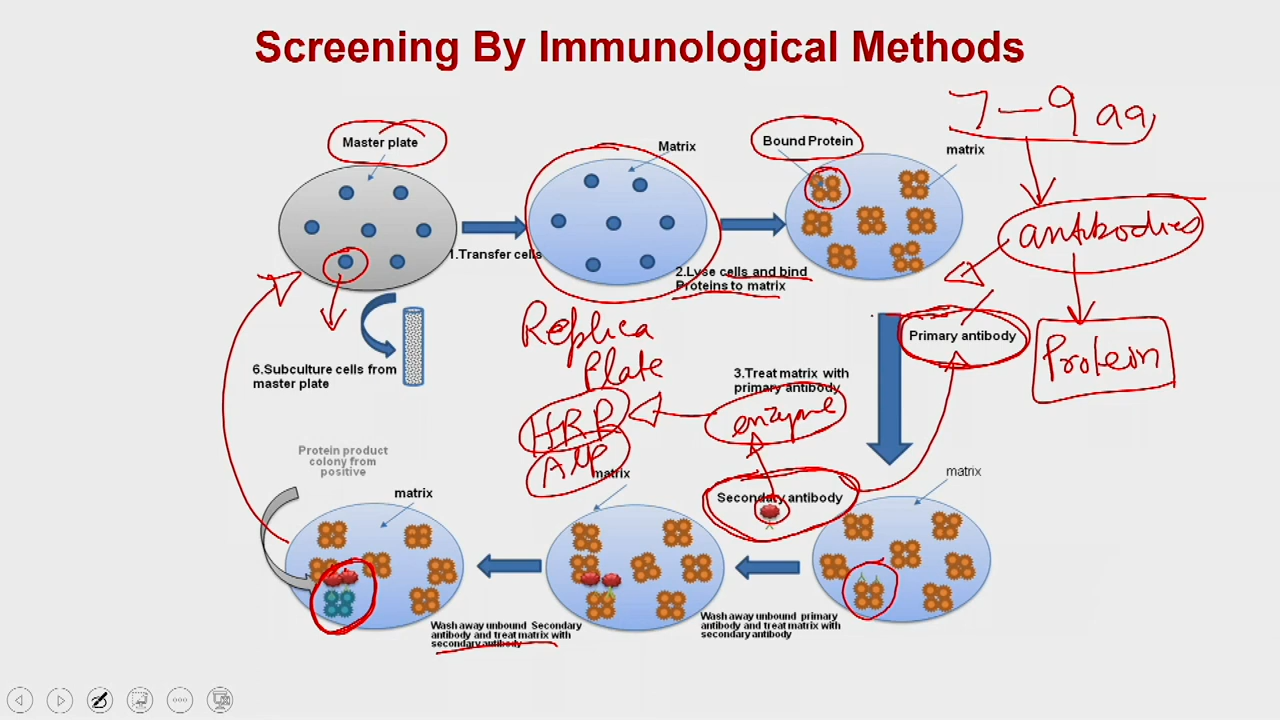 Screening By Immunological Methods
7-9 aa
Master plate
Matrix
Bound Protein
matrix
antibodies
1.Transfer cells
2.Lyse cells and bind
Proteins to matrix
Replica
Plate
Primary antibody
Protein
6.Subculture cells from
master plate
3.Treat matrix with
primary antibody
enzyme
HRP
ALP
Protein product
colony from
positive
matrix
matrix
Secondary antibody
matrix
Wash away unbound Secondary
antibody and treat matrix with
secondary antibody
Wash away unbound primary
antibody and treat matrix with
secondary antibody